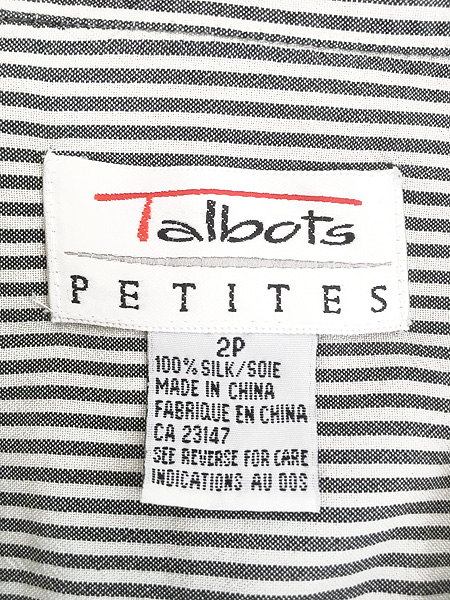 Talbots
PETITES
2P
100% SILK/SOIE
MADE IN CHINA
FABRIQUE EN CHINA
CA 23147
SEE REVERSE FOR CARE
INDICATIONS AU DOS